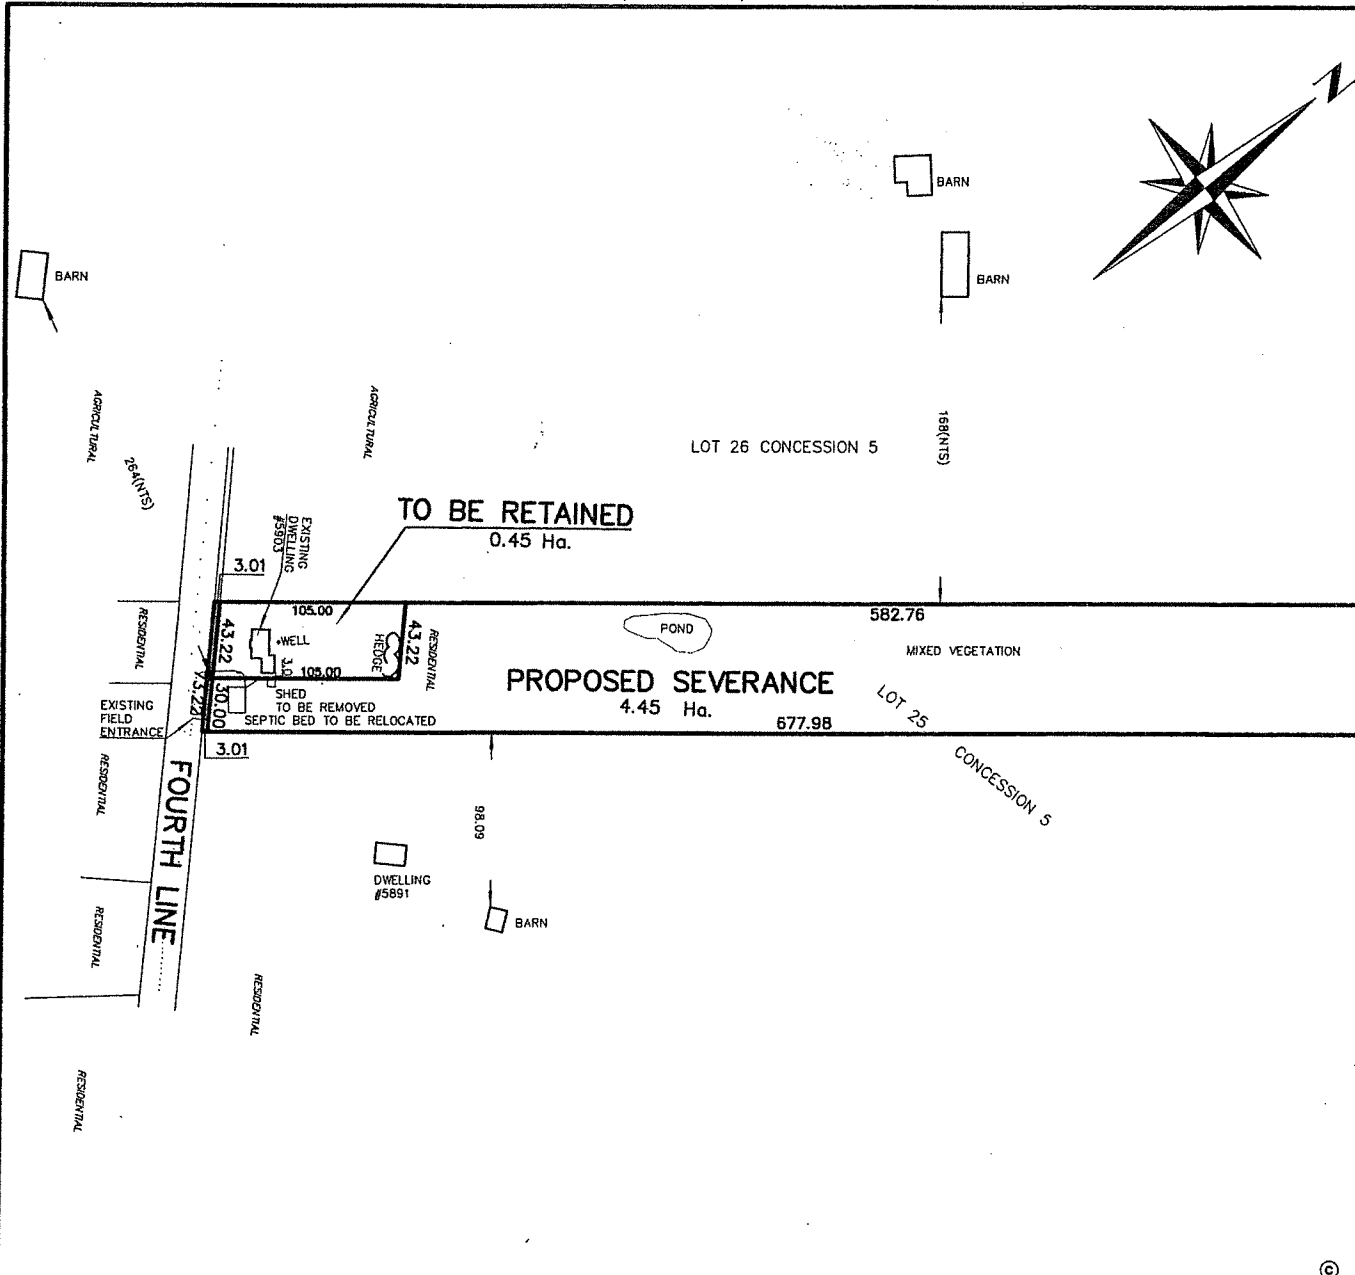 N
BARN
BARN
BARN
AGRICULTURAL
AGRICULTURAL
264(NTS)
168(NTS)
LOT 26 CONCESSION 5
TO BE RETAINED
0.45 Ha.
EXISTING
DWELLING
#5903
3.01
105.00
582.76
RESIDENTIAL
43.22
WELL
HEDGE
43.22
RESIDENTIAL
POND
MIXED VEGETATION
3.0
105.00
PROPOSED SEVERANCE
4.45 Ha.
677.98
LOT 25
CONCESSION 5
73.22
30.00
SHED
TO BE REMOVED
SEPTIC BED TO BE RELOCATED
EXISTING
FIELD
ENTRANCE
3.01
RESIDENTIAL
FOURTH LINE
98.09
DWELLING
#5891
BARN
RESIDENTIAL
RESIDENTIAL
RESIDENTIAL
©